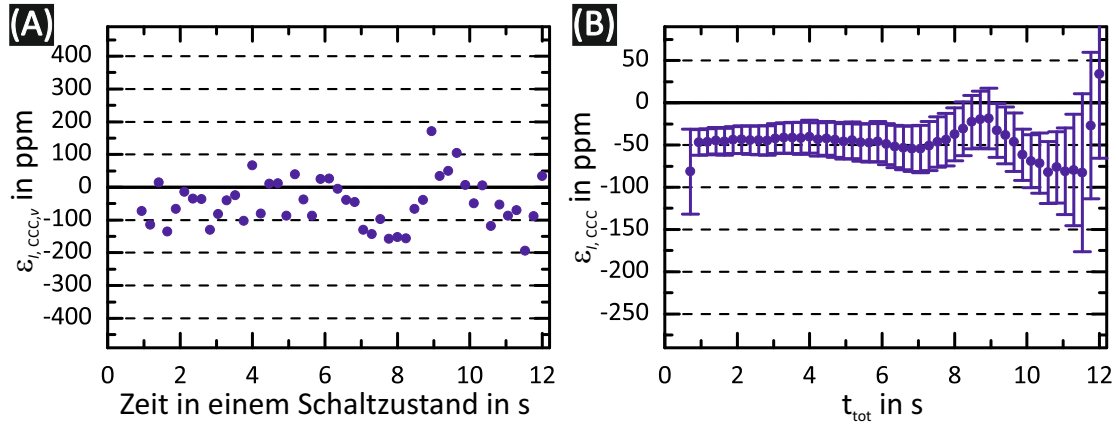 (A)
400
300
200
100
0
-100
-200
-300
-400
ε_I,CCC,ν in ppm
0 2 4 6 8 10 12
Zeit in einem Schaltzustand in s
(B)
50
0
-50
-100
-150
-200
-250
ε_I,CCC in ppm
0 2 4 6 8 10 12
t_tot in s